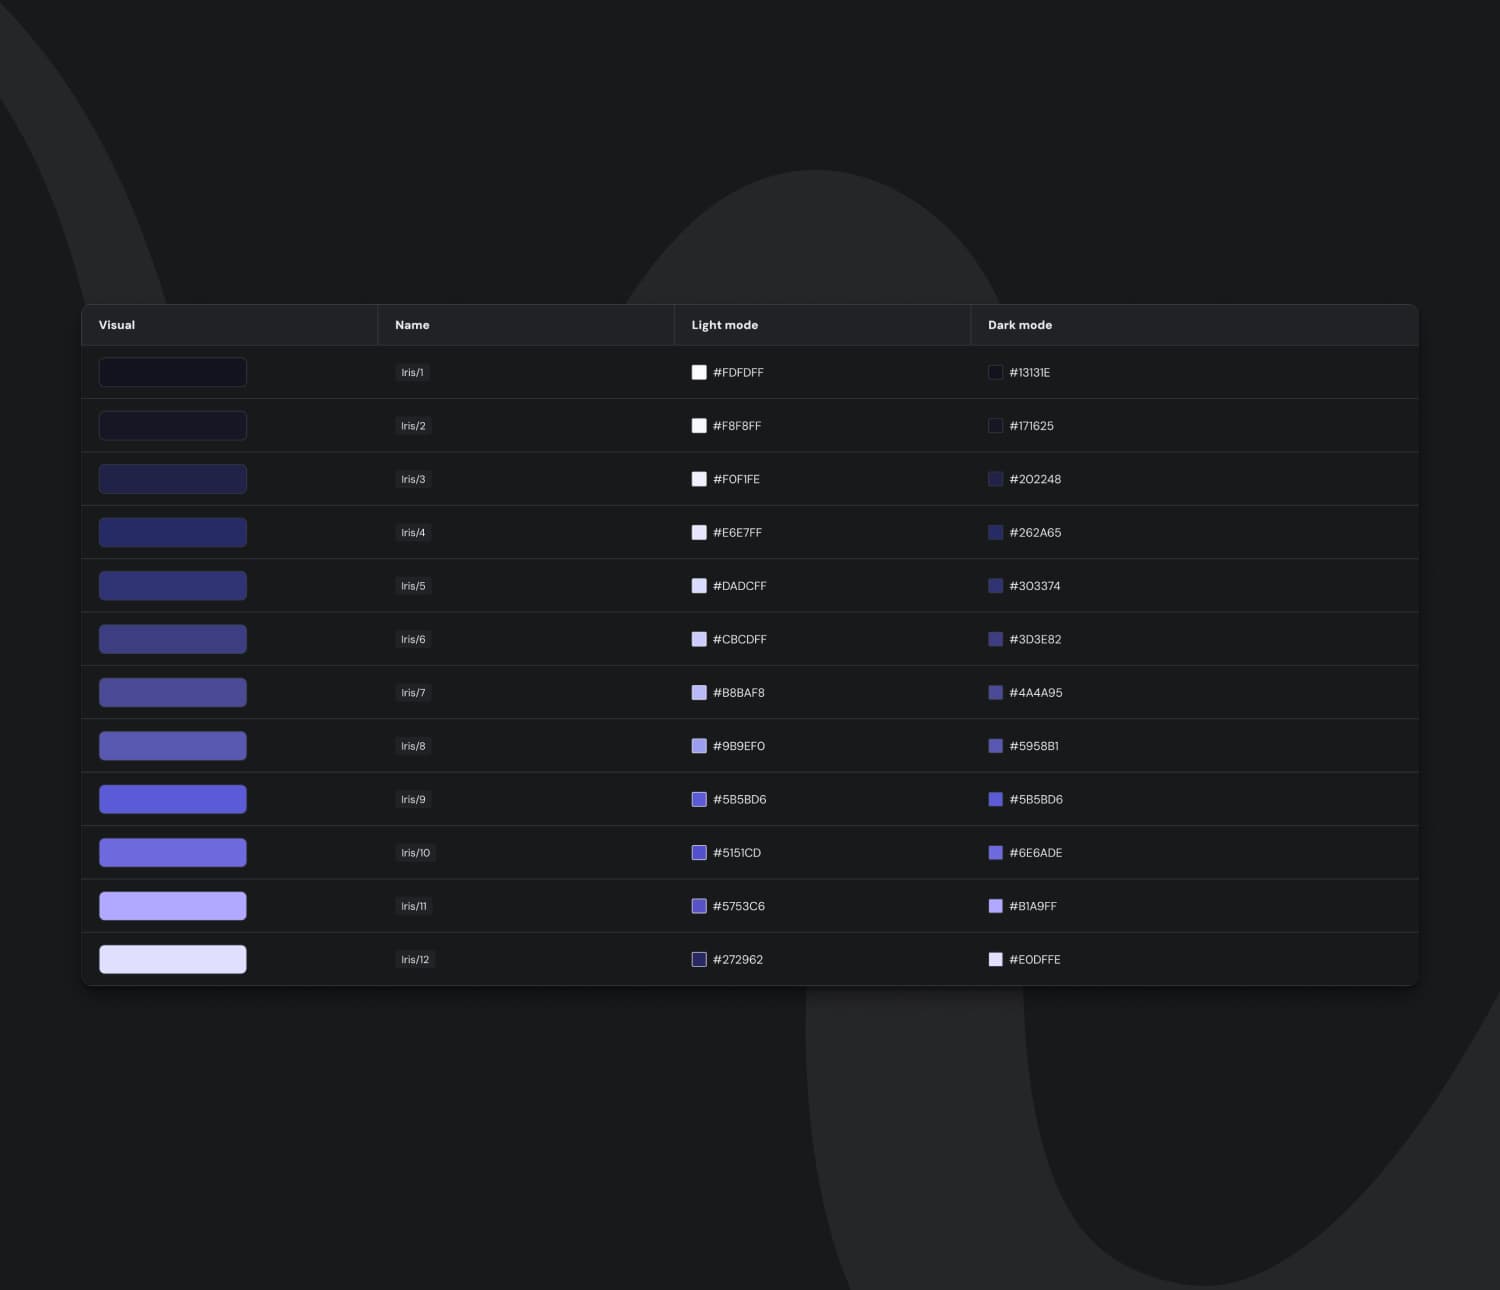 Visual Name Light mode Dark mode
Iris/1 #FDFDFF #13131E
Iris/2 #F8F8FF #171625
Iris/3 #F0F1FE #202248
Iris/4 #E6E7FF #262A65
Iris/5 #DADCFF #303374
Iris/6 #CBCDFF #3D3E82
Iris/7 #B8BAF8 #4A4A95
Iris/8 #9B9EF0 #5958B1
Iris/9 #5B5BD6 #5B5BD6
Iris/10 #5151CD #6E6ADE
Iris/11 #5753C6 #B1A9FF
Iris/12 #272962 #E0DFFE